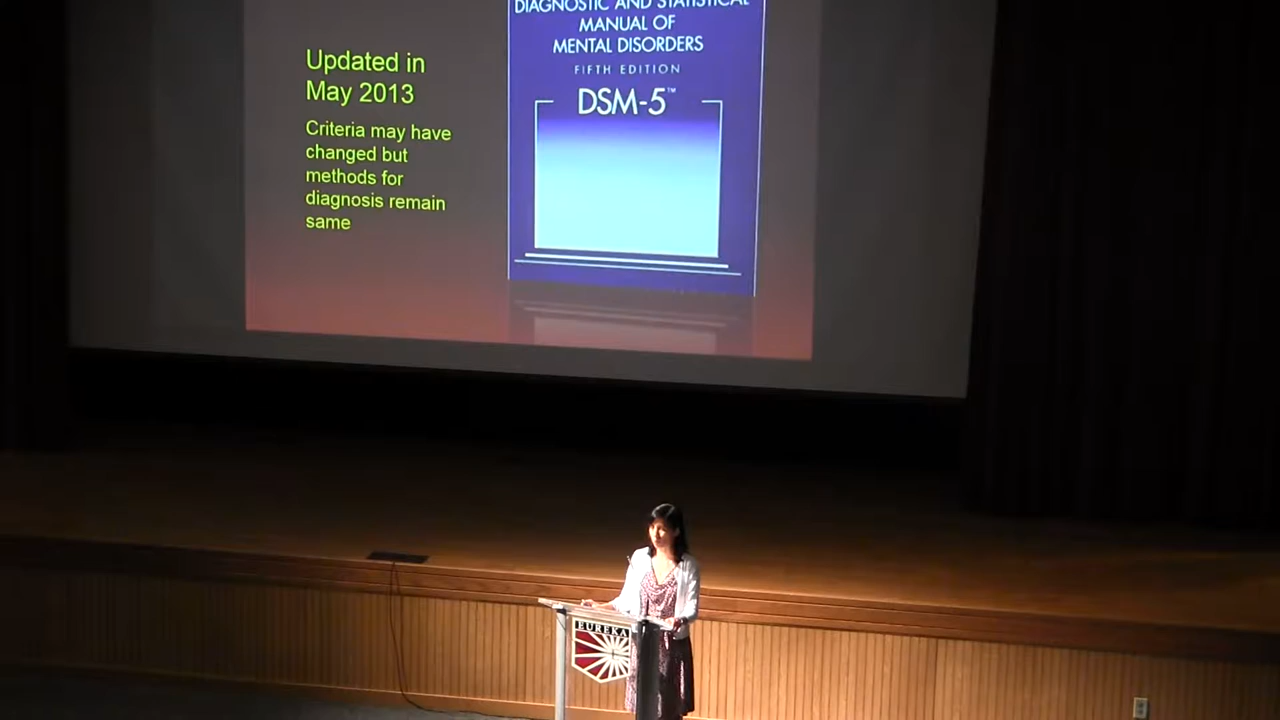 Updated in
May 2013
Criteria may have
changed but
methods for
diagnosis remain
same
DIAGNOSTIC AND STATISTICAL
MANUAL OF
MENTAL DISORDERS
FIFTH EDITION
DSM-5™
EUREKA